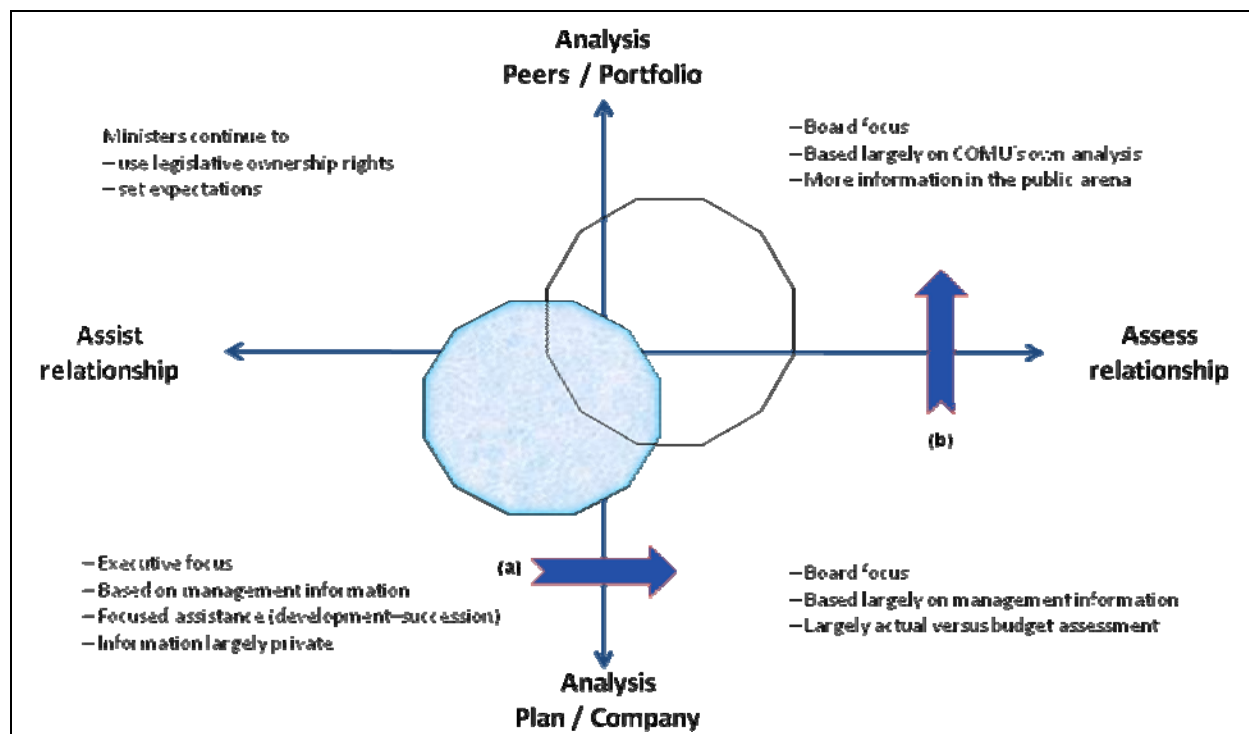 Analysis
Peers / Portfolio
Ministers continue to
– use legislative ownership rights
– set expectations
– Board focus
– Based largely on COMU's own analysis
– More information in the public arena
Assist
relationship
Assess
relationship
(b)
– Executive focus
– Based on management information
– Focused assistance (development–succession)
– Information largely private
(a)
– Board focus
– Based largely on management information
– Largely actual versus budget assessment
Analysis
Plan / Company